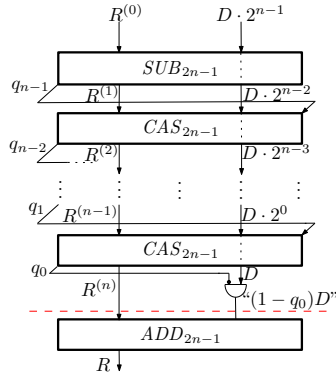 R^{(0)} D · 2^{n−1}
SUB_{2n−1}
q_{n−1} R^{(1)} D · 2^{n−2}
CAS_{2n−1}
q_{n−2} R^{(2)} D · 2^{n−3}
q_1 R^{(n−1)} D · 2^0
CAS_{2n−1}
q_0 D
R^{(n)} “(1 − q_0)D”
ADD_{2n−1}
R